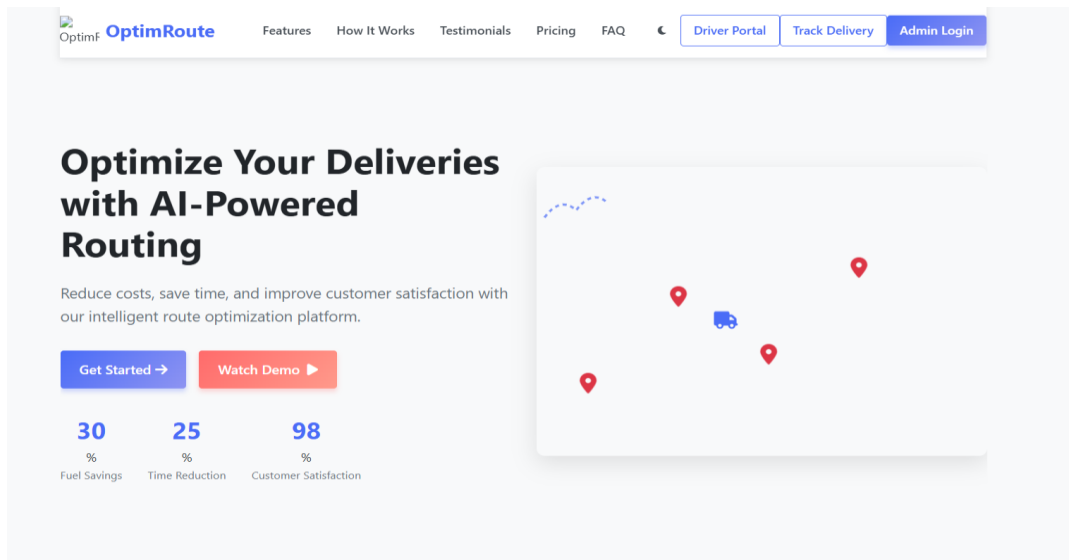 OptimR
OptimRoute
Features
How It Works
Testimonials
Pricing
FAQ
Driver Portal
Track Delivery
Admin Login
Optimize Your Deliveries
with AI-Powered
Routing
Reduce costs, save time, and improve customer satisfaction with
our intelligent route optimization platform.
Get Started →
Watch Demo
30
%
Fuel Savings
25
%
Time Reduction
98
%
Customer Satisfaction